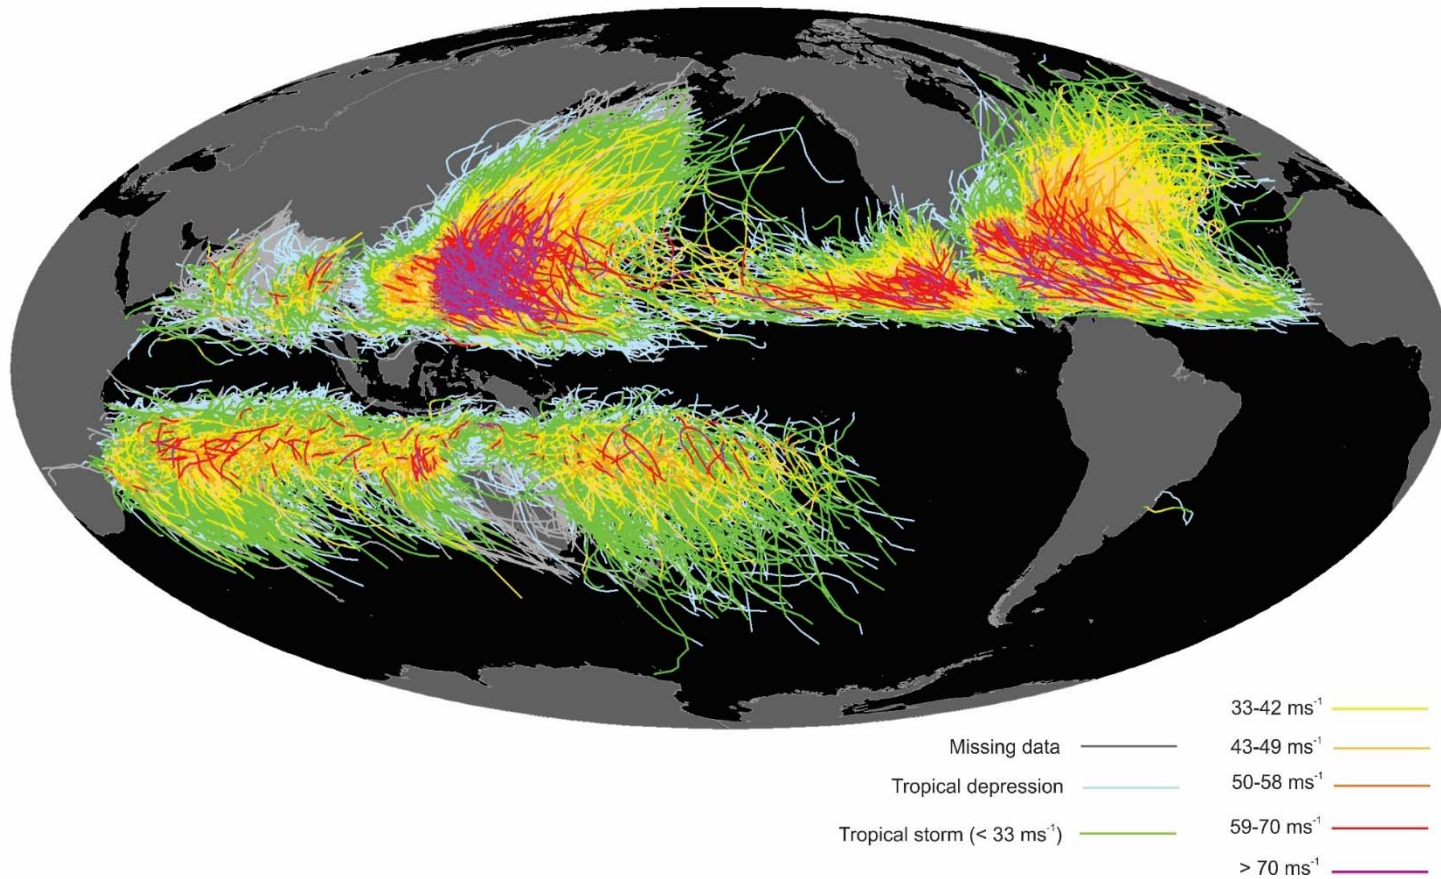 33-42 ms⁻¹
Missing data
43-49 ms⁻¹
Tropical depression
50-58 ms⁻¹
Tropical storm (< 33 ms⁻¹)
59-70 ms⁻¹
> 70 ms⁻¹